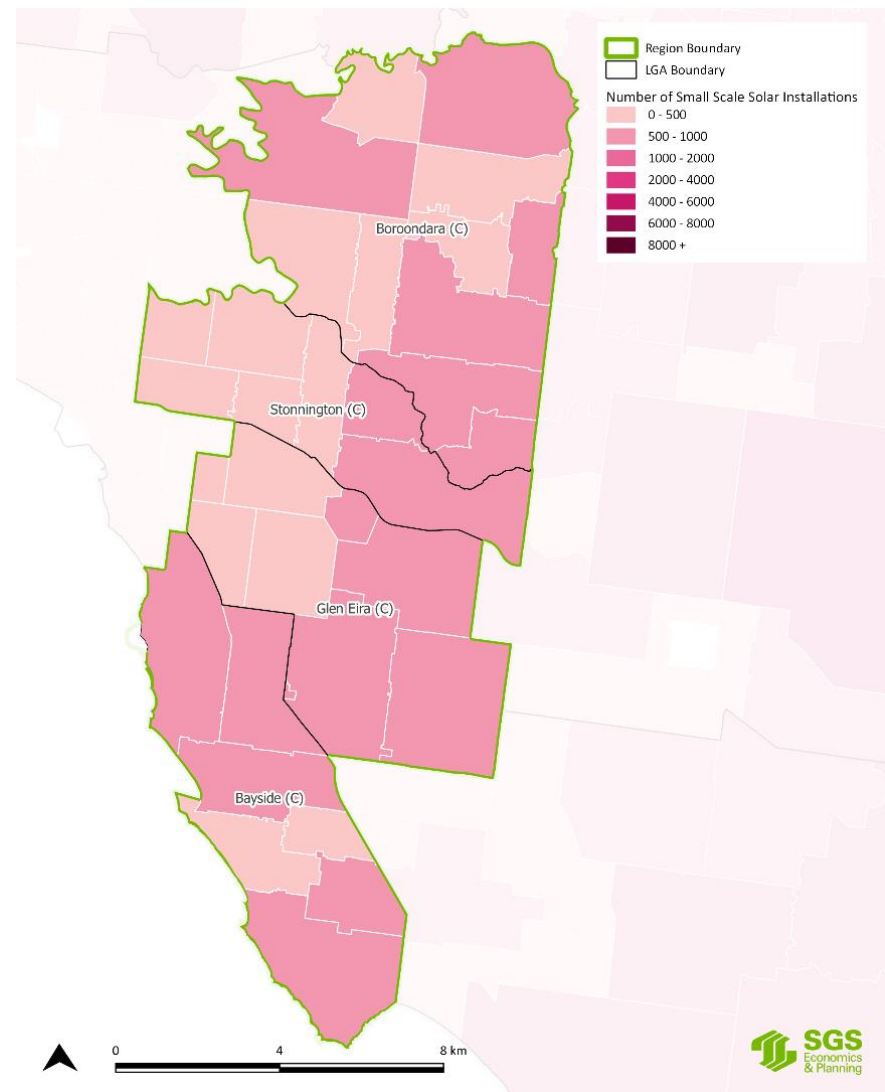 Region Boundary
LGA Boundary
Number of Small Scale Solar Installations
0 - 500
500 - 1000
1000 - 2000
2000 - 4000
4000 - 6000
6000 - 8000
8000 +
Boroondara (C)
Stonnington (C)
Glen Eira (C)
Bayside (C)
0 4 8 km
SGS
Economics
& Planning